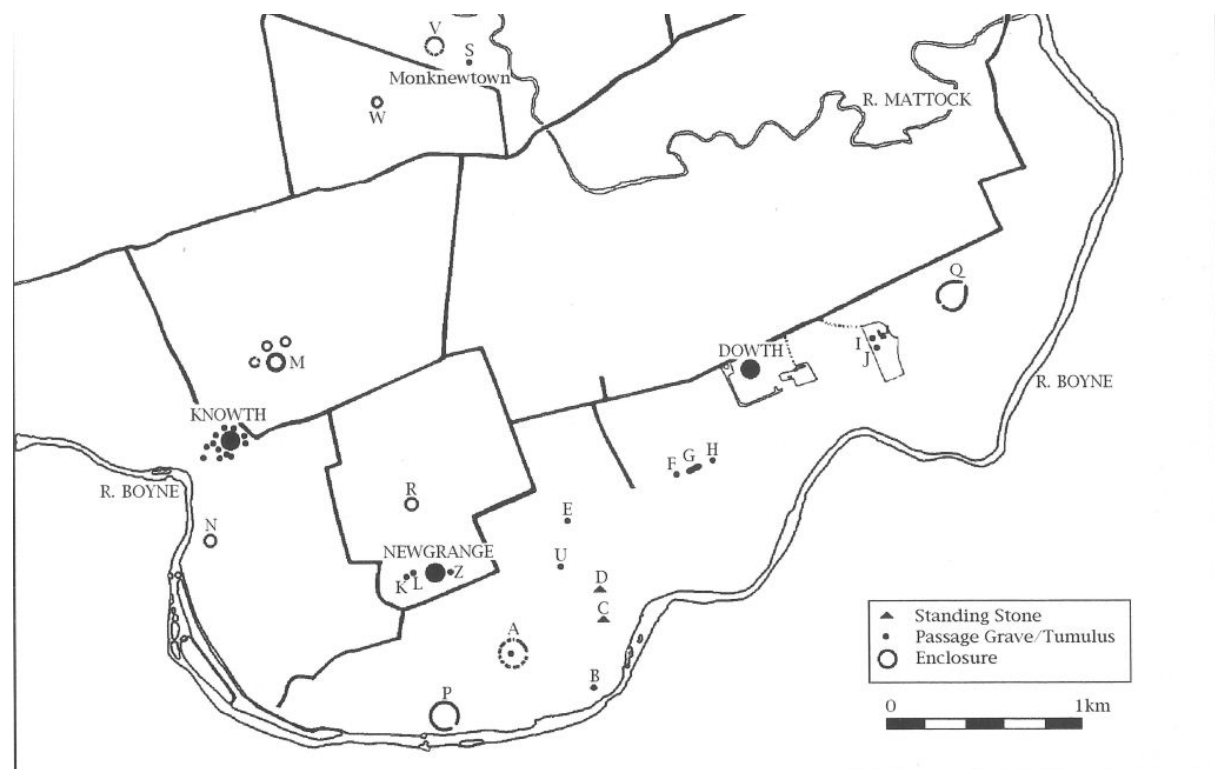 V
S
Monknewtown
W
R. MATTOCK
Q
I
J
DOWTH
R. BOYNE
M
KNOWTH
H
G
F
R. BOYNE
R
E
N
NEWGRANGE
U
K
L
Z
D
C
A
B
P
Standing Stone
Passage Grave/Tumulus
Enclosure
0 1km